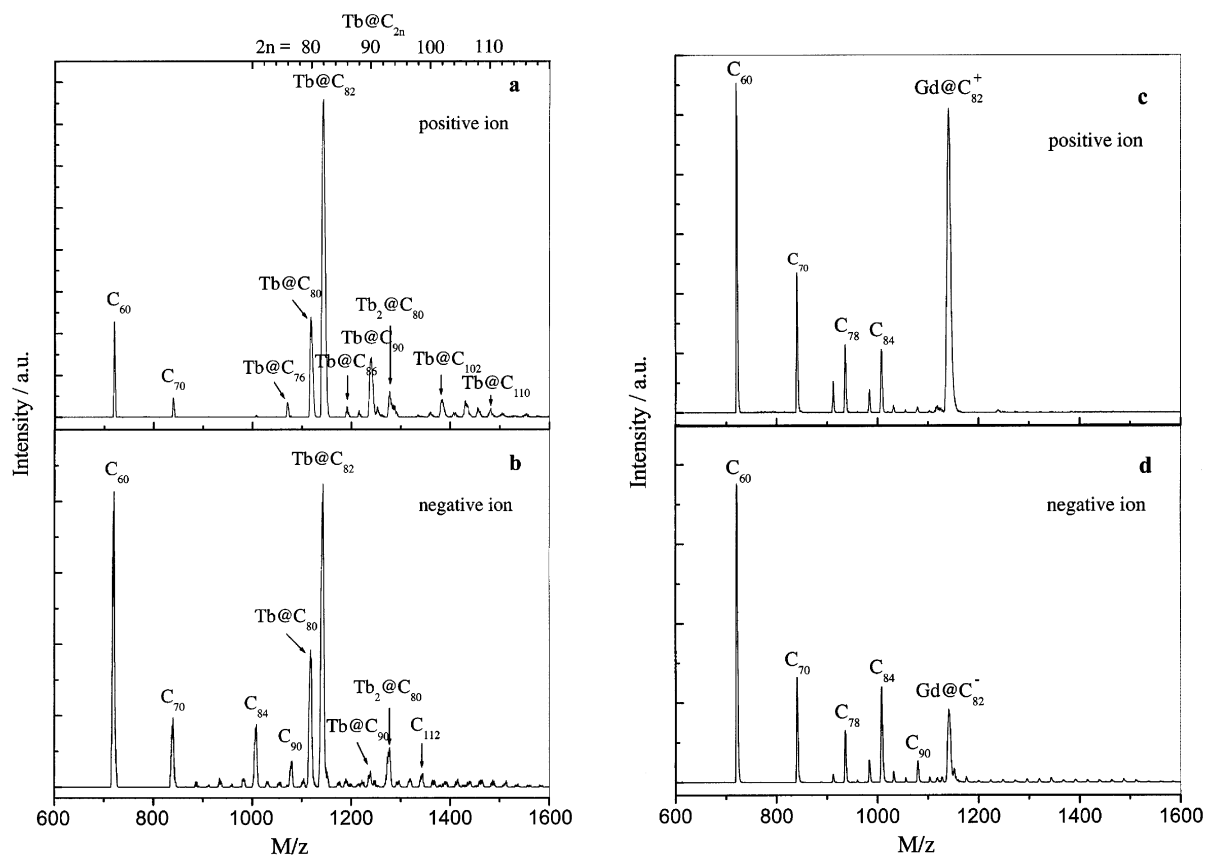 Tb@C₂ₙ
2n = 80 90 100 110
Tb@C₈₂
a
positive ion
Tb@C₈₀
C₆₀
Tb₂@C₈₀
Tb@C₉₀
C₇₀
Tb@C₇₆
Tb@C₈₆
Tb@C₁₀₂
Tb@C₁₁₀
Intensity / a.u.
Tb@C₈₂
b
C₆₀
negative ion
Tb@C₈₀
C₇₀
C₈₄
C₉₀
Tb₂@C₈₀
Tb@C₉₀
C₁₁₂
600 800 1000 1200 1400 1600
M/z
C₆₀
Gd@C₈₂⁺
c
positive ion
C₇₀
C₇₈
C₈₄
Intensity / a.u.
C₆₀
d
negative ion
C₇₀
C₇₈
C₈₄
C₉₀
Gd@C₈₂⁻
600 800 1000 1200 1400 1600
M/z